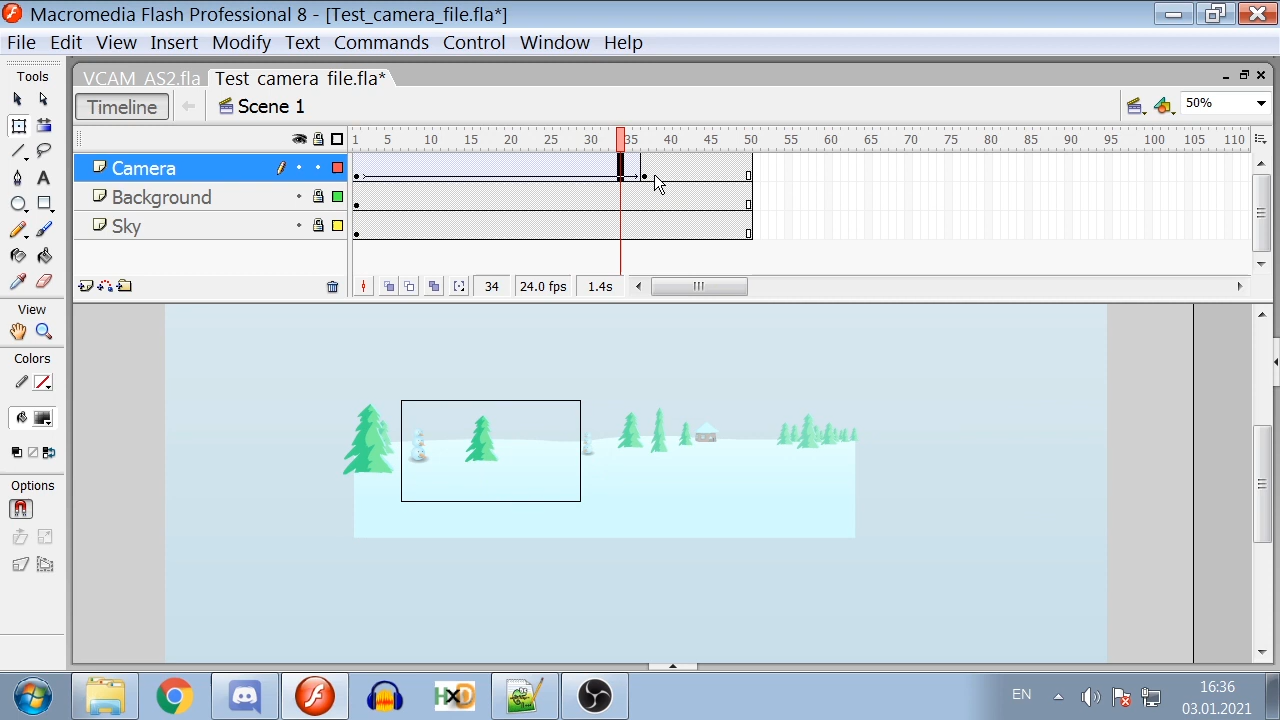 Macromedia Flash Professional 8 - [Test_camera_file.fla*]
File Edit View Insert Modify Text Commands Control Window Help
Tools
VCAM_AS2.fla Test_camera_file.fla*
Timeline Scene 1 50%
1 5 10 15 20 25 30 35 40 45 50 55 60 65 70 75 80 85 90 95 100 105 110
Camera
Background
Sky
34 24.0 fps 1.4s
View
Colors
Options
EN 16:36
03.01.2021